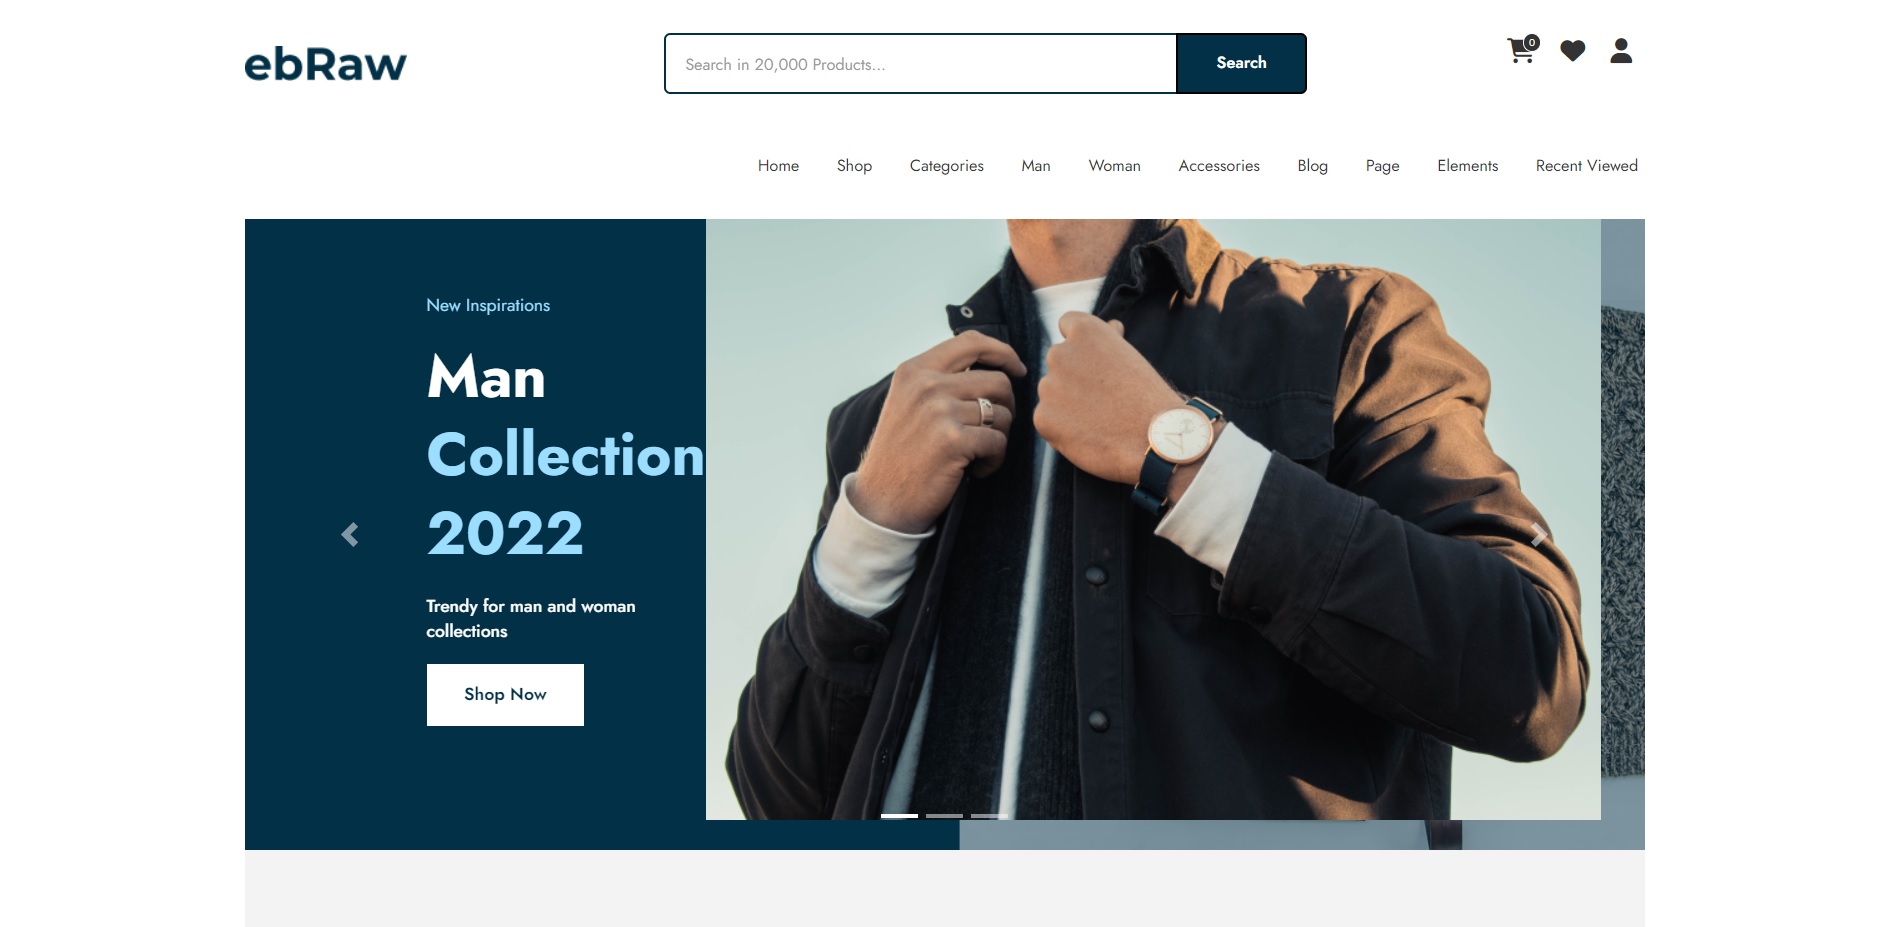 ebRaw
Search in 20,000 Products...
Search
0
Home Shop Categories Man Woman Accessories Blog Page Elements Recent Viewed
New Inspirations
Man
Collection
2022
Trendy for man and woman
collections
Shop Now